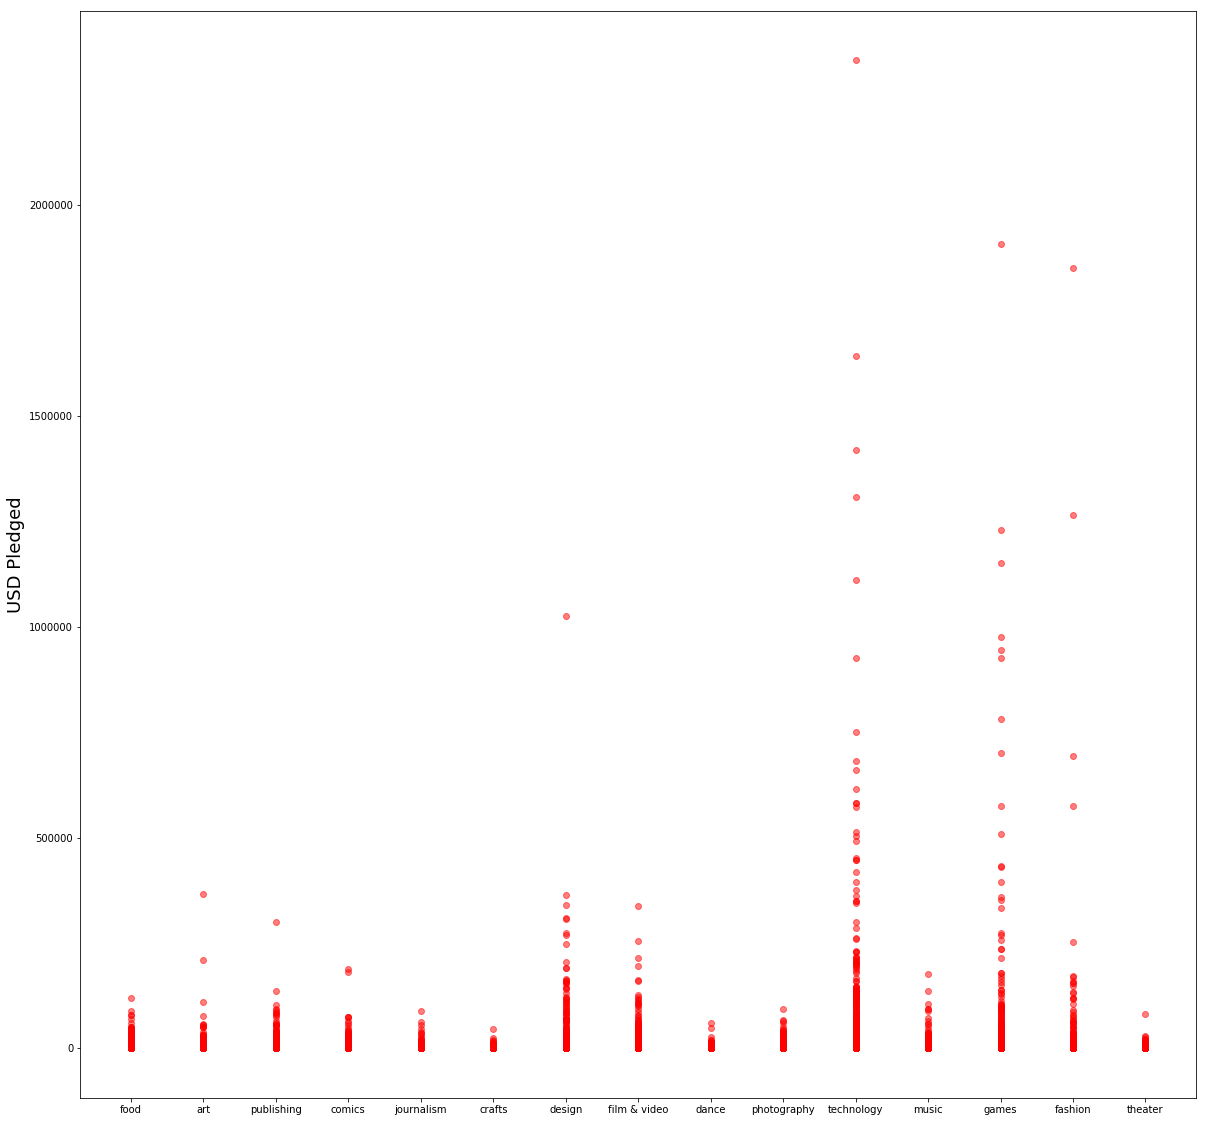 USD Pledged
2000000
1500000
1000000
500000
0
food art publishing comics journalism crafts design film & video dance photography technology music games fashion theater